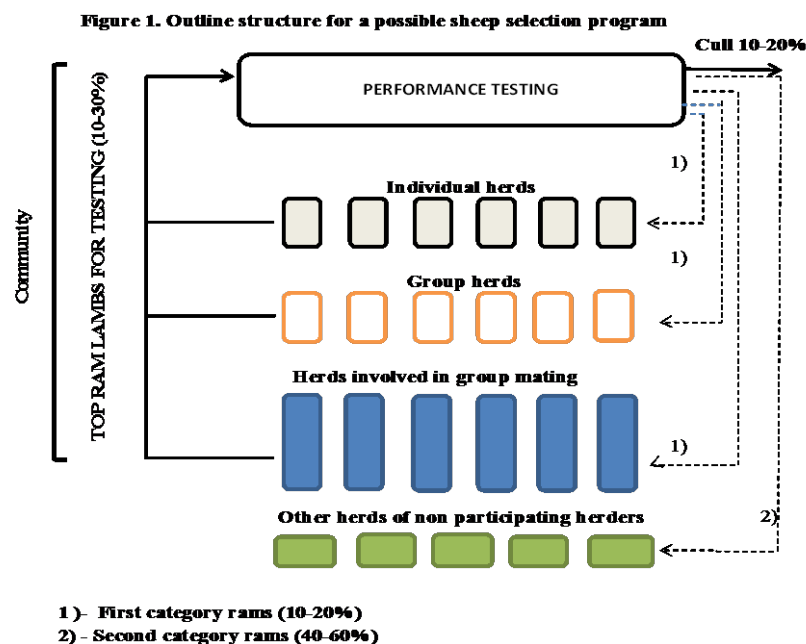 Figure 1. Outline structure for a possible sheep selection program
Cull 10-20%
PERFORMANCE TESTING
Community
TOP RAM LAMBS FOR TESTING (10-30%)
1)
Individual herds
1)
Group herds
Herds involved in group mating
1)
Other herds of non participating herders
2)
1)- First category rams (10-20%)
2) - Second category rams (40-60%)